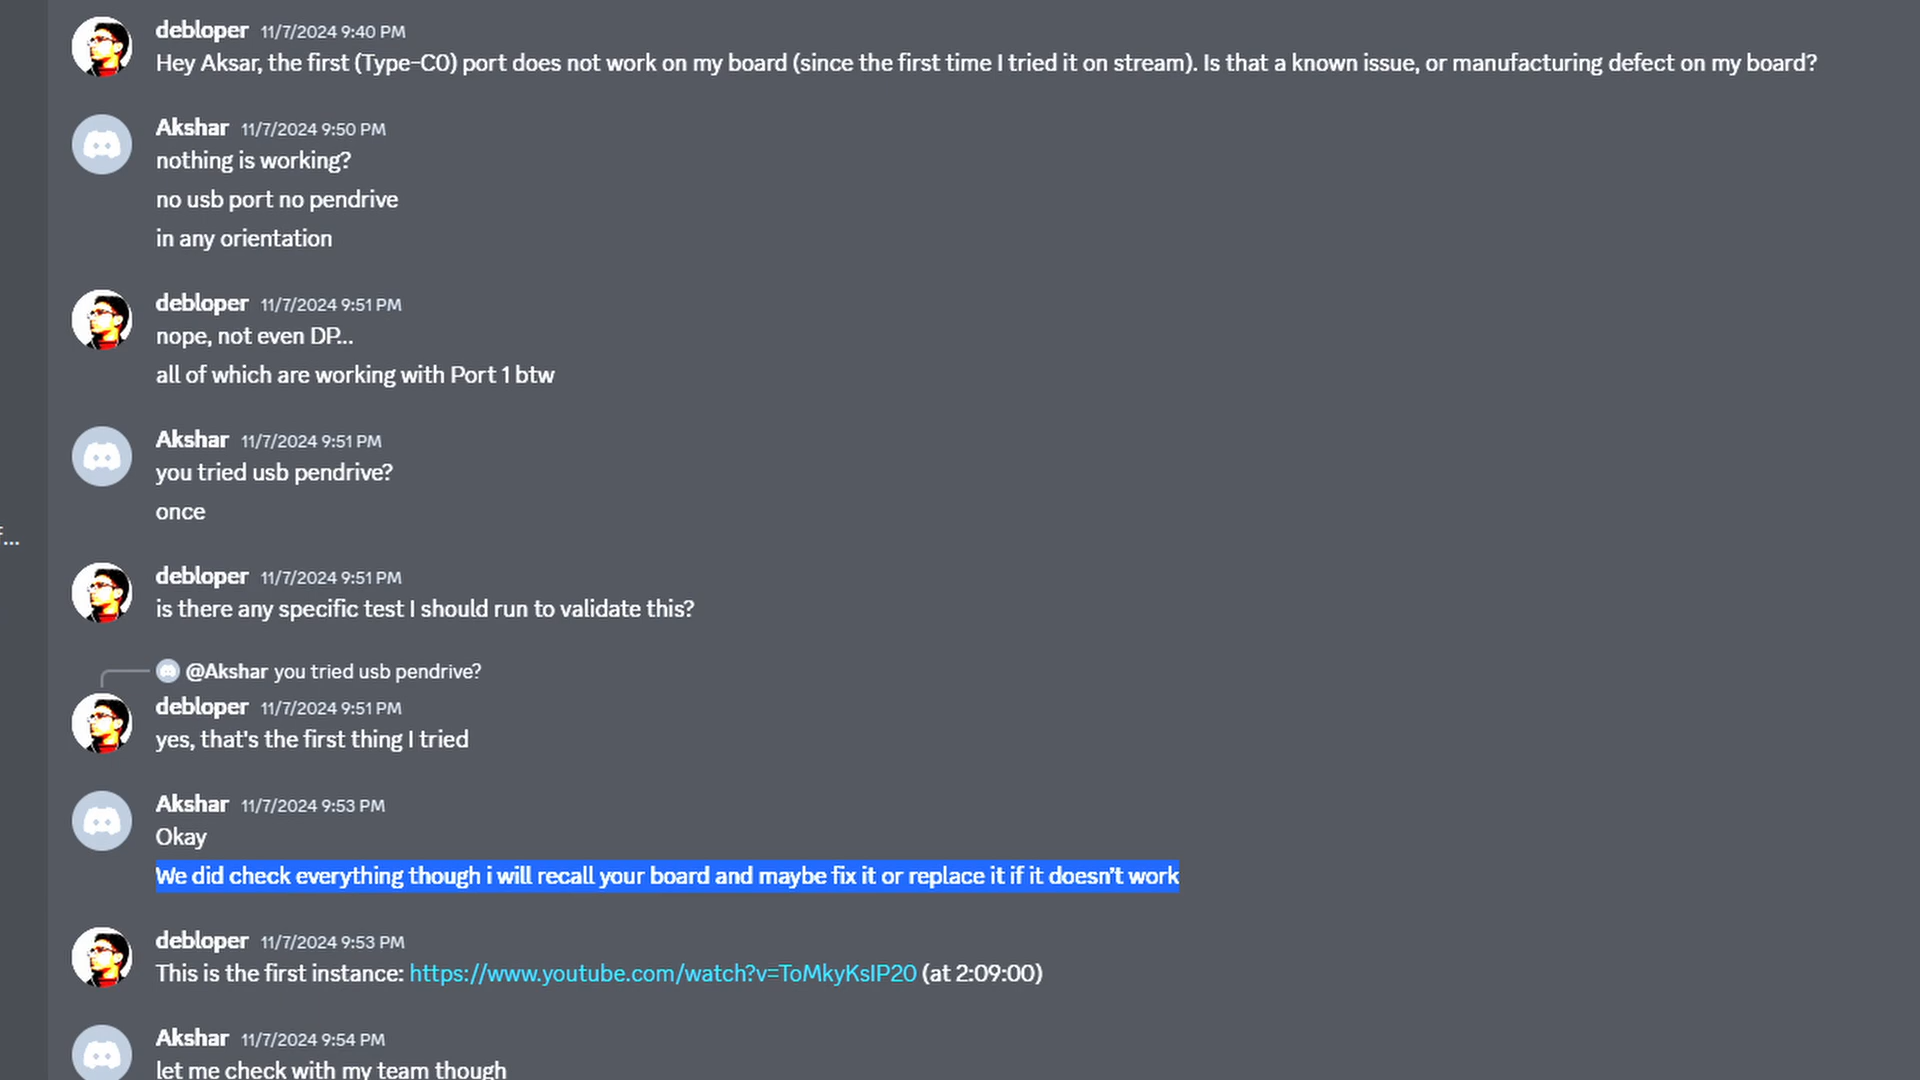 debloper 11/7/2024 9:40 PM
Hey Aksar, the first (Type-C0) port does not work on my board (since the first time I tried it on stream). Is that a known issue, or manufacturing defect on my board?
Akshar 11/7/2024 9:50 PM
nothing is working?
no usb port no pendrive
in any orientation
debloper 11/7/2024 9:51 PM
nope, not even DP...
all of which are working with Port 1 btw
Akshar 11/7/2024 9:51 PM
you tried usb pendrive?
once
f...
debloper 11/7/2024 9:51 PM
is there any specific test I should run to validate this?
@Akshar you tried usb pendrive?
debloper 11/7/2024 9:51 PM
yes, that's the first thing I tried
Akshar 11/7/2024 9:53 PM
Okay
We did check everything though i will recall your board and maybe fix it or replace it if it doesn't work
debloper 11/7/2024 9:53 PM
This is the first instance: https://www.youtube.com/watch?v=ToMkyKsIP20 (at 2:09:00)
Akshar 11/7/2024 9:54 PM
let me check with my team though